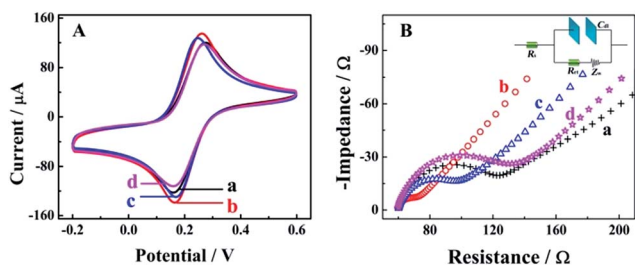 A
B
Current / μA
160
120
80
40
0
-40
-80
-160
-0.2
0.0
0.2
0.4
0.6
Potential / V
d
c
a
b
-Impedance / Ω
-90
-60
-30
0
80
120
160
200
Resistance / Ω
b
c
d
a
Rs
Cdl
Rct
Zw